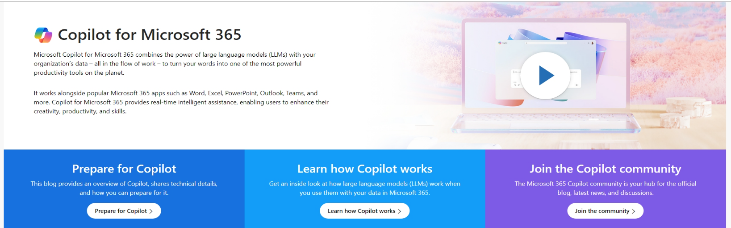 Copilot for Microsoft 365
Microsoft Copilot for Microsoft 365 combines the power of large language models (LLMs) with your
organization's data – all in the flow of work – to turn your words into one of the most powerful
productivity tools on the planet.
It works alongside popular Microsoft 365 apps such as Word, Excel, PowerPoint, Outlook, Teams, and
more. Copilot for Microsoft 365 provides real-time intelligent assistance, enabling users to enhance their
creativity, productivity, and skills.
Prepare for Copilot
This blog provides an overview of Copilot, shares technical details,
and how you can prepare for it.
Prepare for Copilot >
Learn how Copilot works
Get an inside look at how large language models (LLMs) work when
you use them with your data in Microsoft 365.
Learn how Copilot works >
Join the Copilot community
The Microsoft 365 Copilot community is your hub for the official
blog, latest news, and discussions.
Join the community >